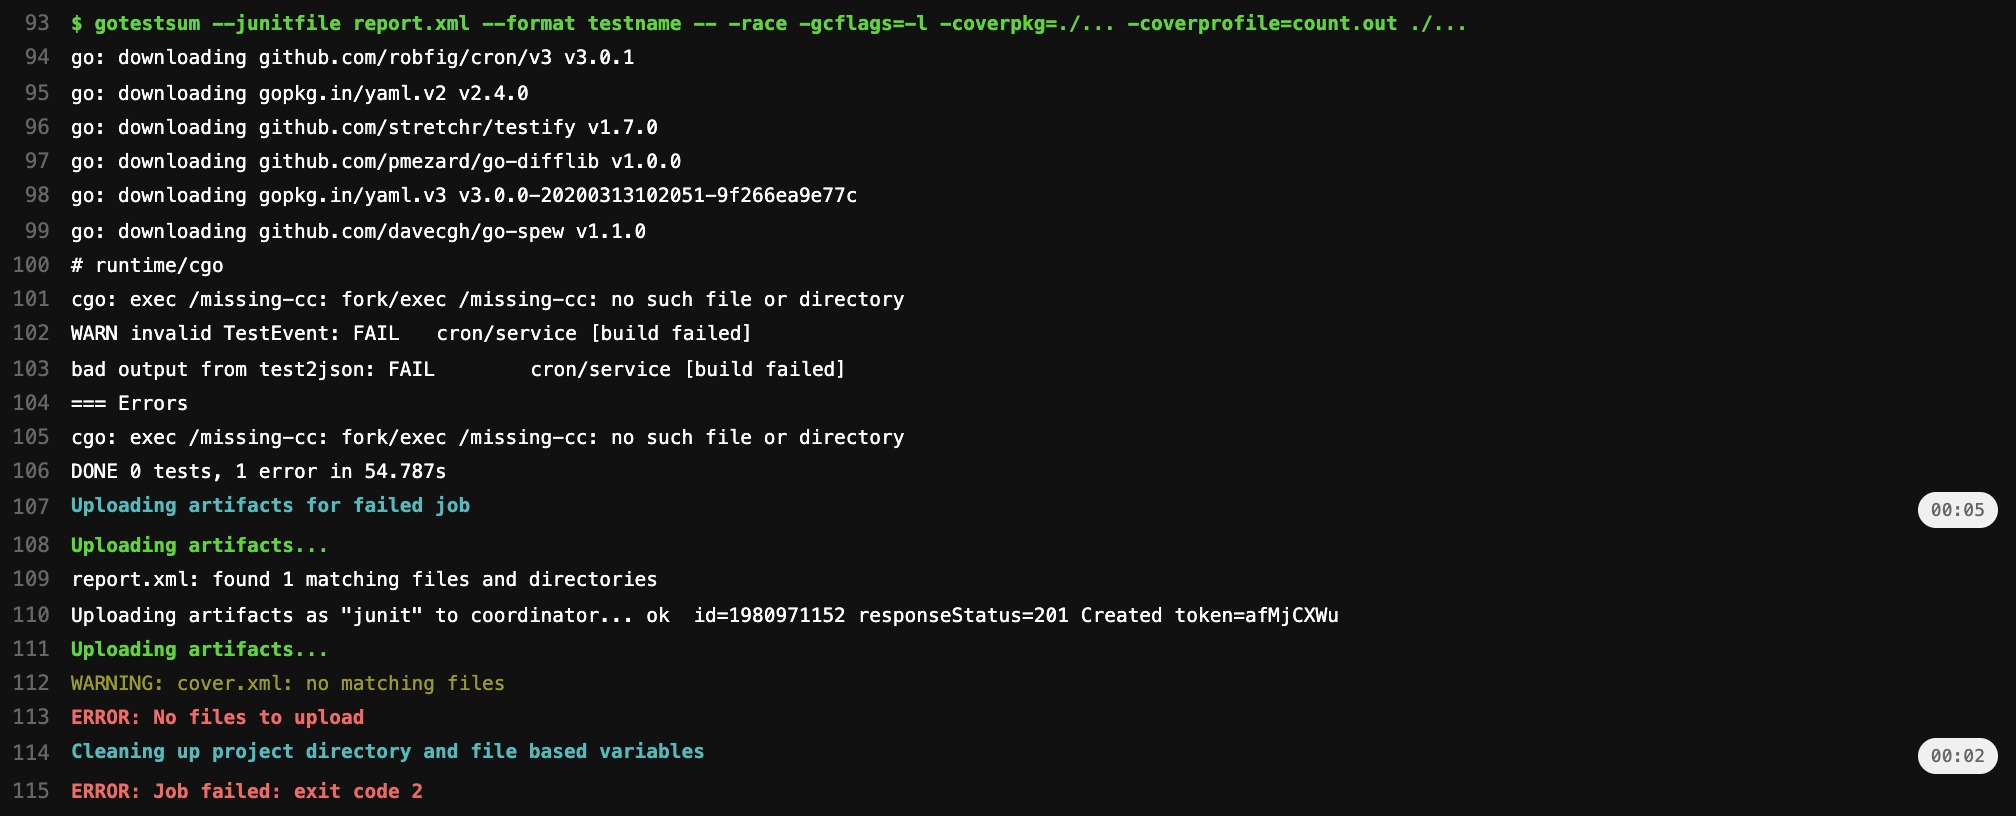 93 $ gotestsum --junitfile report.xml --format testname -- -race -gcflags=-l -coverpkg=./... -coverprofile=count.out ./...
94 go: downloading github.com/robfig/cron/v3 v3.0.1
95 go: downloading gopkg.in/yaml.v2 v2.4.0
96 go: downloading github.com/stretchr/testify v1.7.0
97 go: downloading github.com/pmezard/go-difflib v1.0.0
98 go: downloading gopkg.in/yaml.v3 v3.0.0-20200313102051-9f266ea9e77c
99 go: downloading github.com/davecgh/go-spew v1.1.0
100 # runtime/cgo
101 cgo: exec /missing-cc: fork/exec /missing-cc: no such file or directory
102 WARN invalid TestEvent: FAIL   cron/service [build failed]
103 bad output from test2json: FAIL        cron/service [build failed]
104 === Errors
105 cgo: exec /missing-cc: fork/exec /missing-cc: no such file or directory
106 DONE 0 tests, 1 error in 54.787s
107 Uploading artifacts for failed job 00:05
108 Uploading artifacts...
109 report.xml: found 1 matching files and directories
110 Uploading artifacts as "junit" to coordinator... ok  id=1980971152 responseStatus=201 Created token=afMjCXWu
111 Uploading artifacts...
112 WARNING: cover.xml: no matching files
113 ERROR: No files to upload
114 Cleaning up project directory and file based variables 00:02
115 ERROR: Job failed: exit code 2